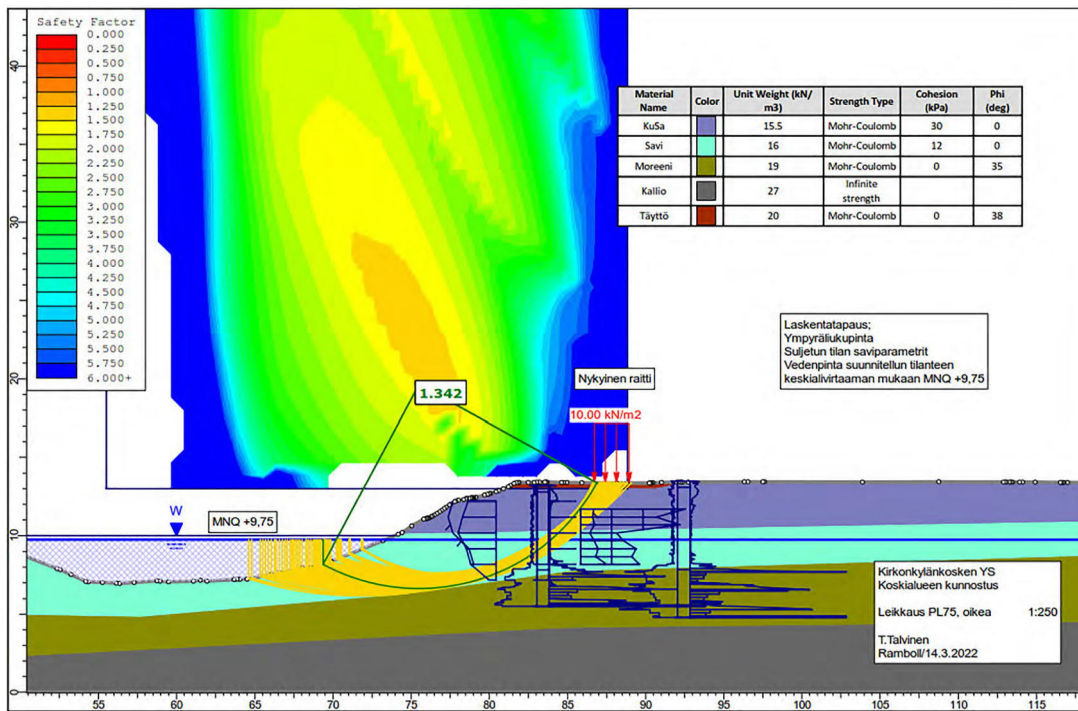 Safety Factor
0.000
0.250
0.500
0.750
1.000
1.250
1.500
1.750
2.000
2.250
2.500
2.750
3.000
3.250
3.500
3.750
4.000
4.250
4.500
4.750
5.000
5.250
5.500
5.750
6.000+
Material Name Color Unit Weight (kN/m3) Strength Type Cohesion (kPa) Phi (deg)
KuSa 15.5 Mohr-Coulomb 30 0
Savi 16 Mohr-Coulomb 12 0
Moreeni 19 Mohr-Coulomb 0 35
Kallio 27 Infinite strength
Täyttö 20 Mohr-Coulomb 0 38
Laskentatapaus;
Ympyräliukupinta
Suljetun tilan saviparametrit
Vedenpinta suunnitellun tilanteen
keskialivirtaaman mukaan MNQ +9,75
Nykyinen raitti
1.342
10.00 kN/m2
W
MNQ +9,75
Kirkonkylänkosken YS
Koskialueen kunnostus
Leikkaus PL75, oikea 1:250
T.Talvinen
Ramboll/14.3.2022
40
30
20
10
0
55 60 65 70 75 80 85 90 95 100 105 110 115